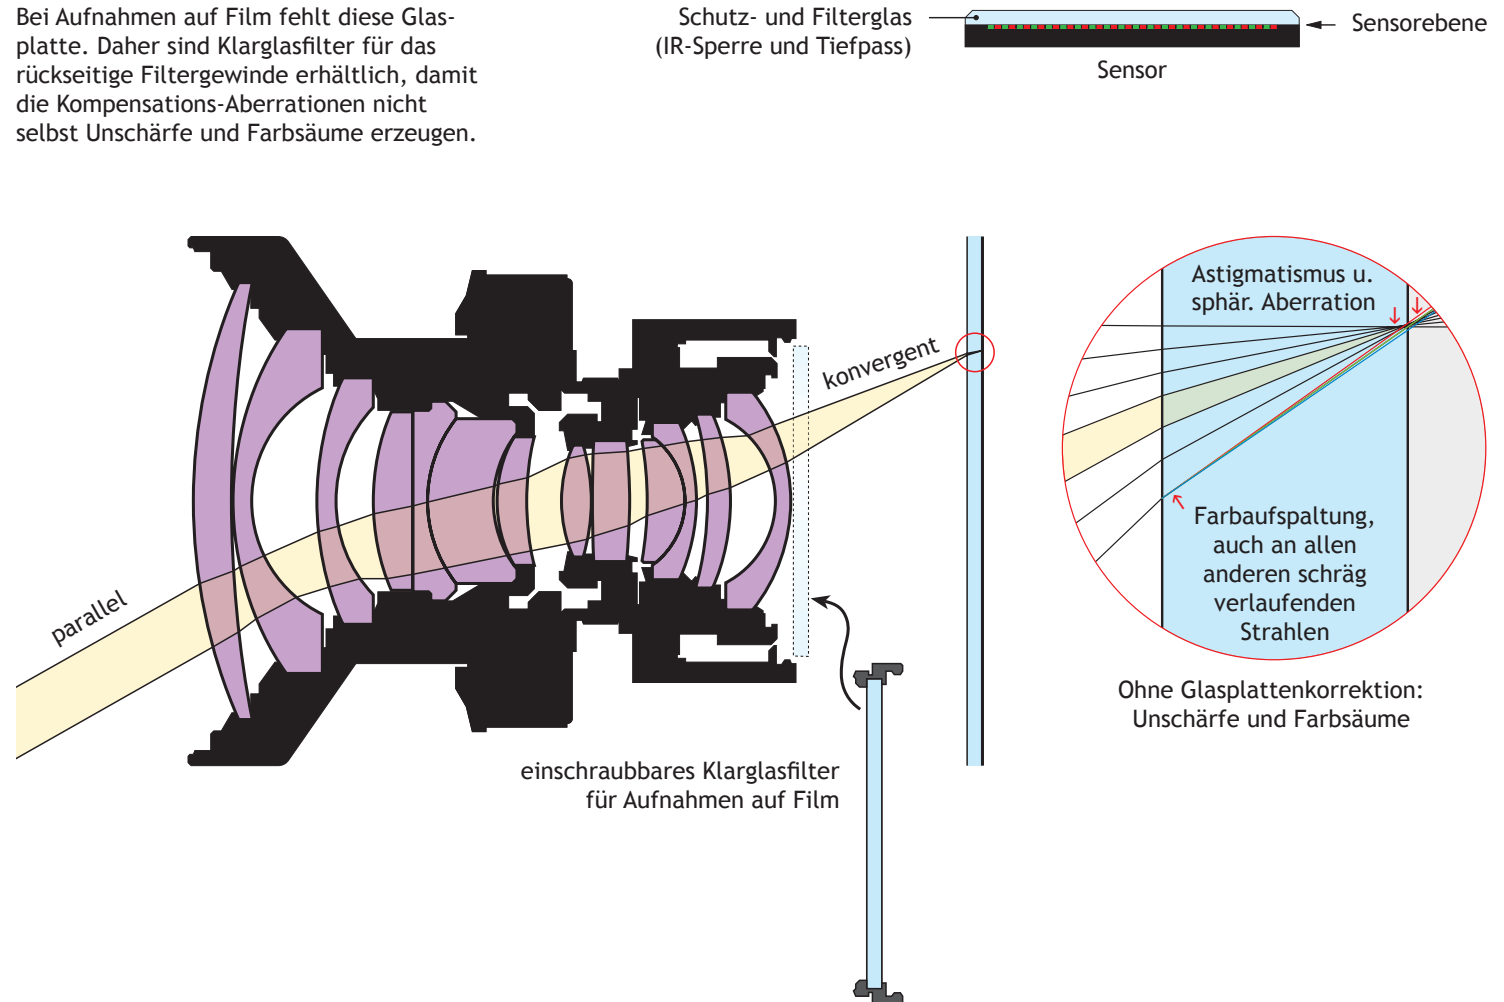 Bei Aufnahmen auf Film fehlt diese Glas-
platte. Daher sind Klarglasfilter für das
rückseitige Filtergewinde erhältlich, damit
die Kompensations-Aberrationen nicht
selbst Unschärfe und Farbsäume erzeugen.
Schutz- und Filterglas
(IR-Sperre und Tiefpass)
Sensorebene
Sensor
parallel
konvergent
Astigmatismus u.
sphär. Aberration
Farbaufspaltung,
auch an allen
anderen schräg
verlaufenden
Strahlen
Ohne Glasplattenkorrektion:
Unschärfe und Farbsäume
einschraubbares Klarglasfilter
für Aufnahmen auf Film